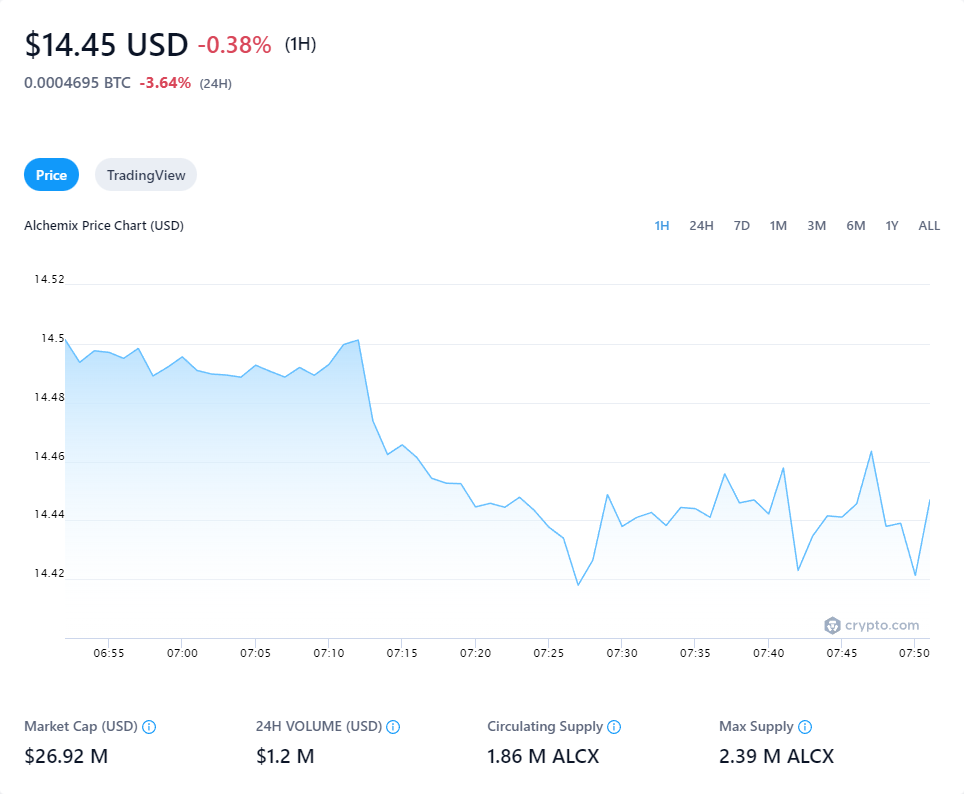 $14.45 USD -0.38% (1H)
0.0004695 BTC -3.64% (24H)
Price TradingView
Alchemix Price Chart (USD) 1H 24H 7D 1M 3M 6M 1Y ALL
14.52
14.5
14.48
14.46
14.44
14.42
crypto.com
06:55 07:00 07:05 07:10 07:15 07:20 07:25 07:30 07:35 07:40 07:45 07:50
Market Cap (USD) 24H VOLUME (USD) Circulating Supply Max Supply
$26.92 M $1.2 M 1.86 M ALCX 2.39 M ALCX